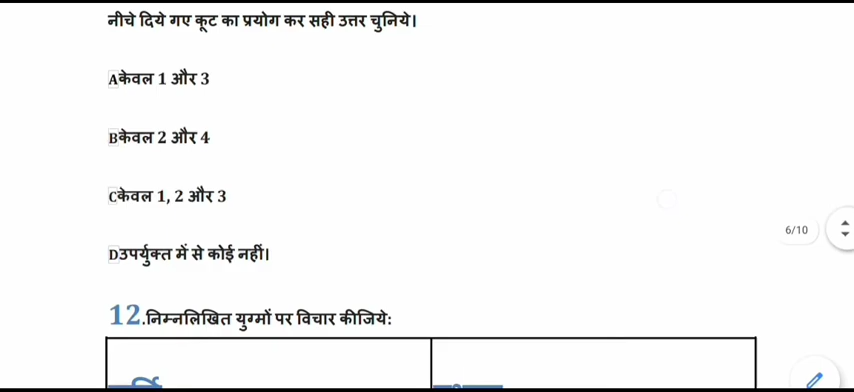 नीचे दिये गए कूट का प्रयोग कर सही उत्तर चुनिये।
Aकेवल 1 और 3
Bकेवल 2 और 4
Cकेवल 1, 2 और 3
6/10
Dउपर्युक्त में से कोई नहीं।
12.निम्नलिखित युग्मों पर विचार कीजिये: